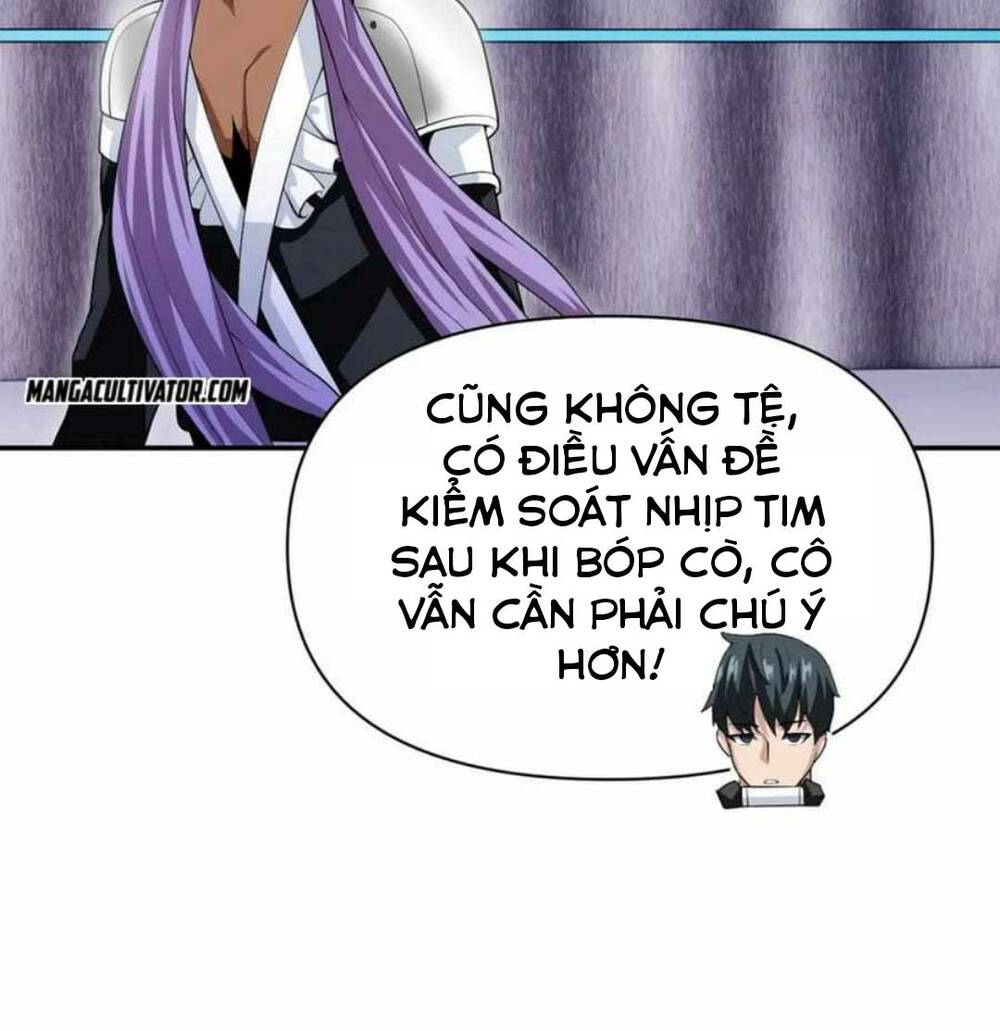 MANGACULTIVATOR.COM
CŨNG KHÔNG TỆ,
CÓ ĐIỀU VẤN ĐỀ
KIỂM SOÁT NHỊP TIM
SAU KHI BÓP CÒ, CÔ
VẪN CẦN PHẢI CHÚ Ý
HƠN!